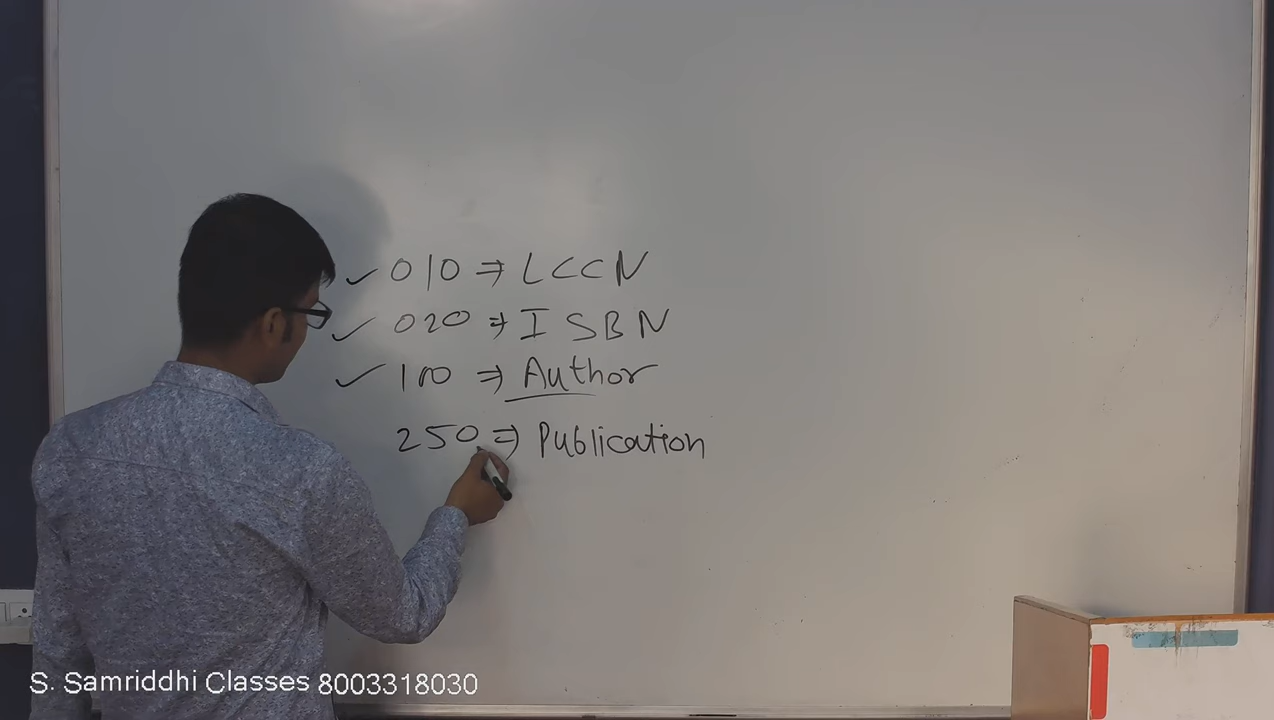 ✓ 010 ⇒ LCCN
✓ 020 ⇒ ISBN
✓ 100 ⇒ Author
250 ⇒ Publication
S. Samriddhi Classes 8003318030